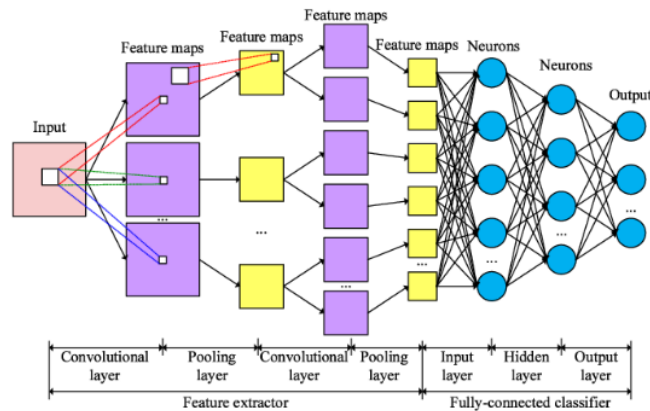 Feature maps
Feature maps
Feature maps
Feature maps
Neurons
Neurons
Output
Input
...
...
...
...
...
...
...
Convolutional layer
Pooling layer
Convolutional layer
Pooling layer
Input layer
Hidden layer
Output layer
Feature extractor
Fully-connected classifier